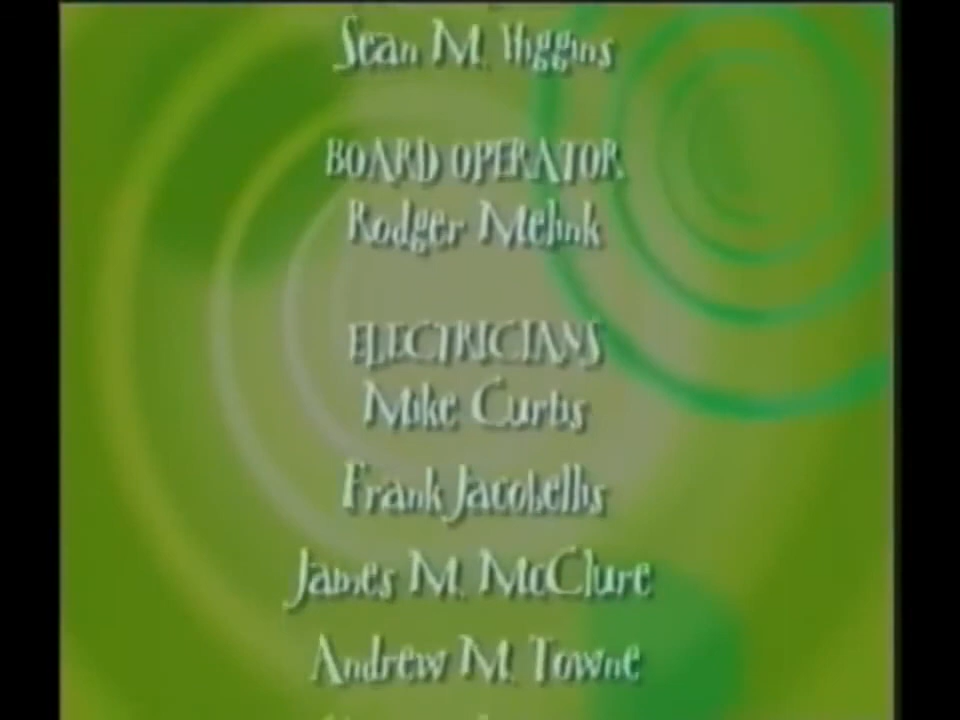 Sean M. Higgins
BOARD OPERATOR
Rodger Melink
ELECTRICIANS
Mike Curtis
Frank Jacobellis
James M. McClure
Andrew M. Towne